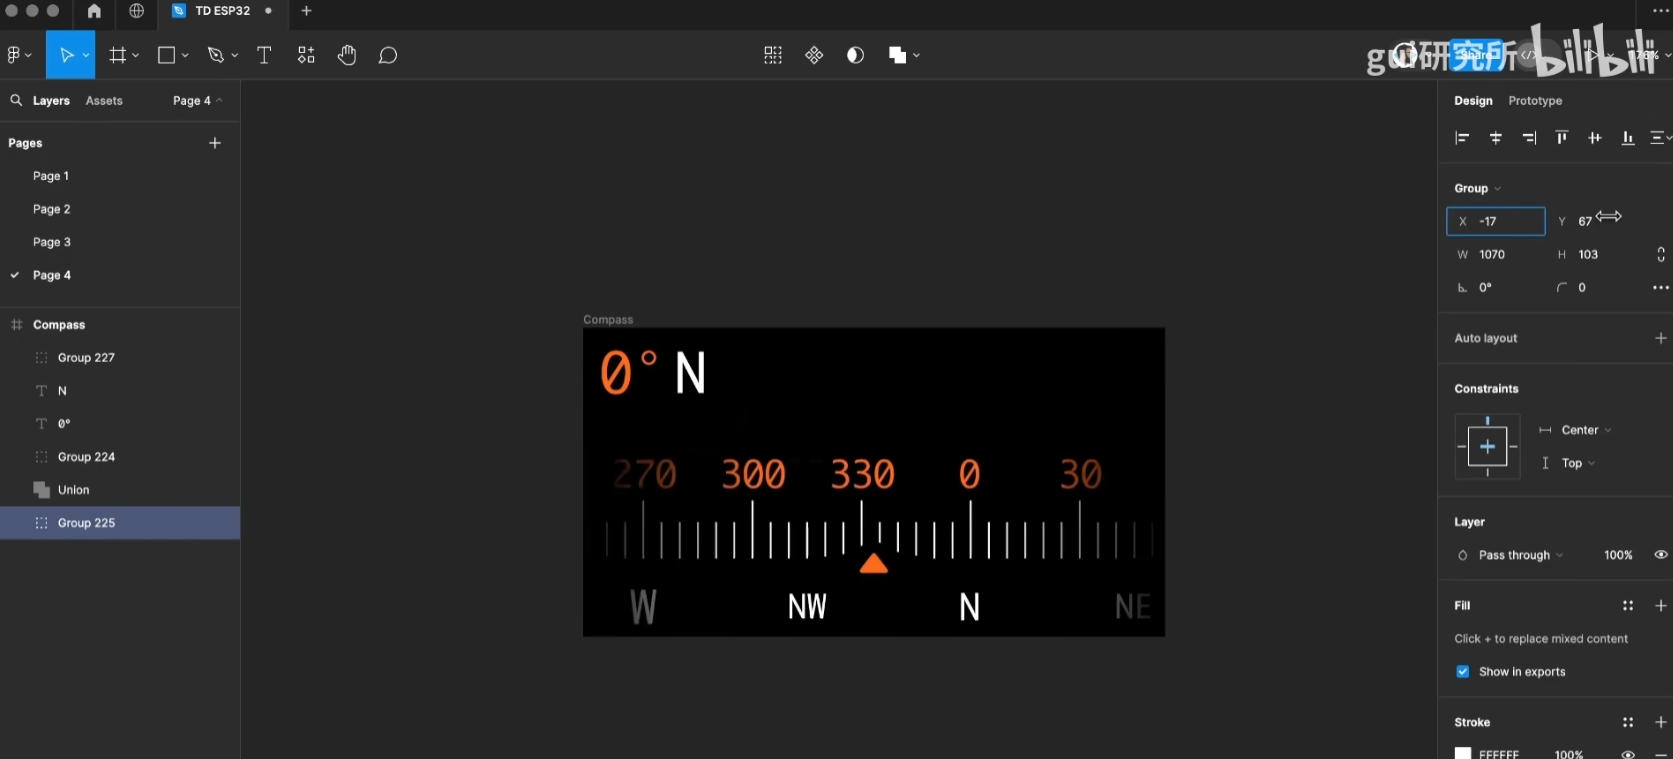 TD ESP32
gui研究所
bilibili
Share
Layers
Assets
Page 4
Pages
Page 1
Page 2
Page 3
Page 4
Compass
Group 227
N
0°
Group 224
Union
Group 225
Compass
0° N
270 300 330 0 30
W NW N NE
Design Prototype
Group
X -17 Y 67
W 1070 H 103
0° 0
Auto layout
Constraints
Center
Top
Layer
Pass through 100%
Fill
Click + to replace mixed content
Show in exports
Stroke
FFFFFF 100%